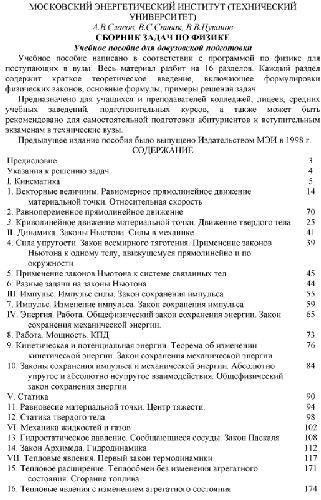 МОСКОВСКИЙ ЭНЕРГЕТИЧЕСКИЙ ИНСТИТУТ (ТЕХНИЧЕСКИЙ
УНИВЕРСИТЕТ)
СБОРНИК ЗАДАЧ ПО ФИЗИКЕ
Учебное пособие для довузовской подготовки
Учебное пособие написано в соответствии с программой по физике для
поступающих в вузы. Весь материал разбит на 16 разделов. Каждый раздел
содержит краткое теоретическое введение, включающее формулировки
физических законов, основные формулы, примеры решения задач
Предназначено для учащихся и преподавателей колледжей, лицеев, средних
учебных заведений, подготовительных курсов, а также может быть
рекомендовано для самостоятельной подготовки абитуриентов к вступительным
экзаменам в технические вузы.
Предыдущее издание пособия было выпущено Издательством МЭИ в 1998 г.
СОДЕРЖАНИЕ
Предисловие 3
Указания к решению задач 4
I. Кинематика 5
1. Векторные величины. Равномерное прямолинейное движение 14
материальной точки. Относительная скорость
2. Равнопеременное прямолинейное движение 70
3. Криволинейное движение материальной точки. Движение твердого тела 25
II. Динамика. Законы Ньютона. Силы в механике 41
4. Сила упругости. Закон всемирного тяготения. Применение законов 39
Ньютона к одному телу, движущемуся прямолинейно и по
окружности
5. Применение законов Ньютона к системе связанных тел 45
6. Разные задачи на законы Ньютона 44
III. Импульс. Импульс силы. Закон сохранения импульса 55
7. Импульс. Изменение импульса. Закон сохранения импульса 59
IV. Энергия. Работа. Общефизический закон сохранения энергии. Закон 65
сохранения механической энергии.
8. Работа. Мощность. КПД 73
9. Кинетическая и потенциальная энергии. Теорема об изменении 76
кинетической энергии. Закон сохранения механической энергии
10. Законы сохранения импульса и механической энергии. Абсолютно 84
упругое и абсолютно неупругое взаимодействия. Общефизический
закон сохранения энергии
V. Статика 90
11. Равновесие материальной точки. Центр тяжести. 94
12. Статика твердого тела 98
VI. Механика жидкостей и газов 102
13. Гидростатическое давление. Сообщающиеся сосуды. Закон Паскаля 108
14. Закон Архимеда. Гидродинамика 112
VII. Тепловые явления. Первый закон термодинамики 117
15. Тепловое расширение. Теплообмен без изменения агрегатного 171
состояния. Сгорание топлива
16. Тепловые явления с изменением агрегатного состояния 174